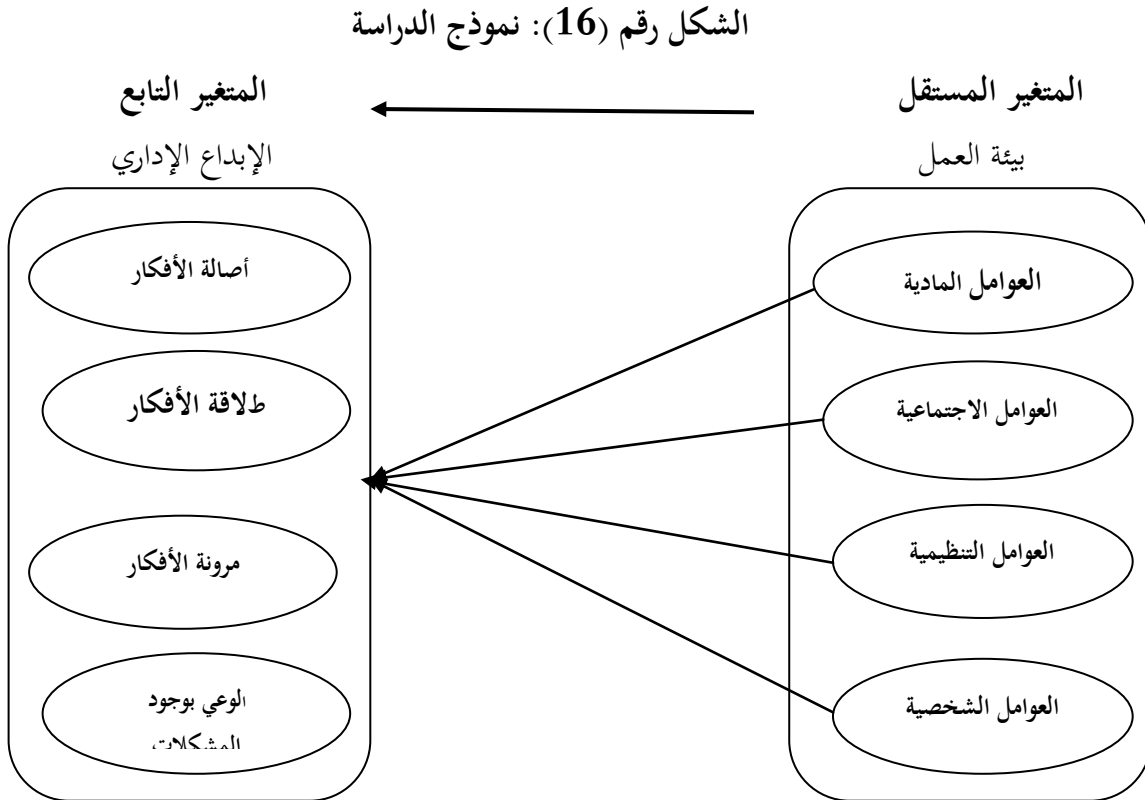 الشكل رقم (16): نموذج الدراسة
المتغير المستقل
المتغير التابع
بيئة العمل
الإبداع الإداري
العوامل المادية
العوامل الاجتماعية
العوامل التنظيمية
العوامل الشخصية
أصالة الأفكار
طلاقة الأفكار
مرونة الأفكار
الوعي بوجود
المشكلات